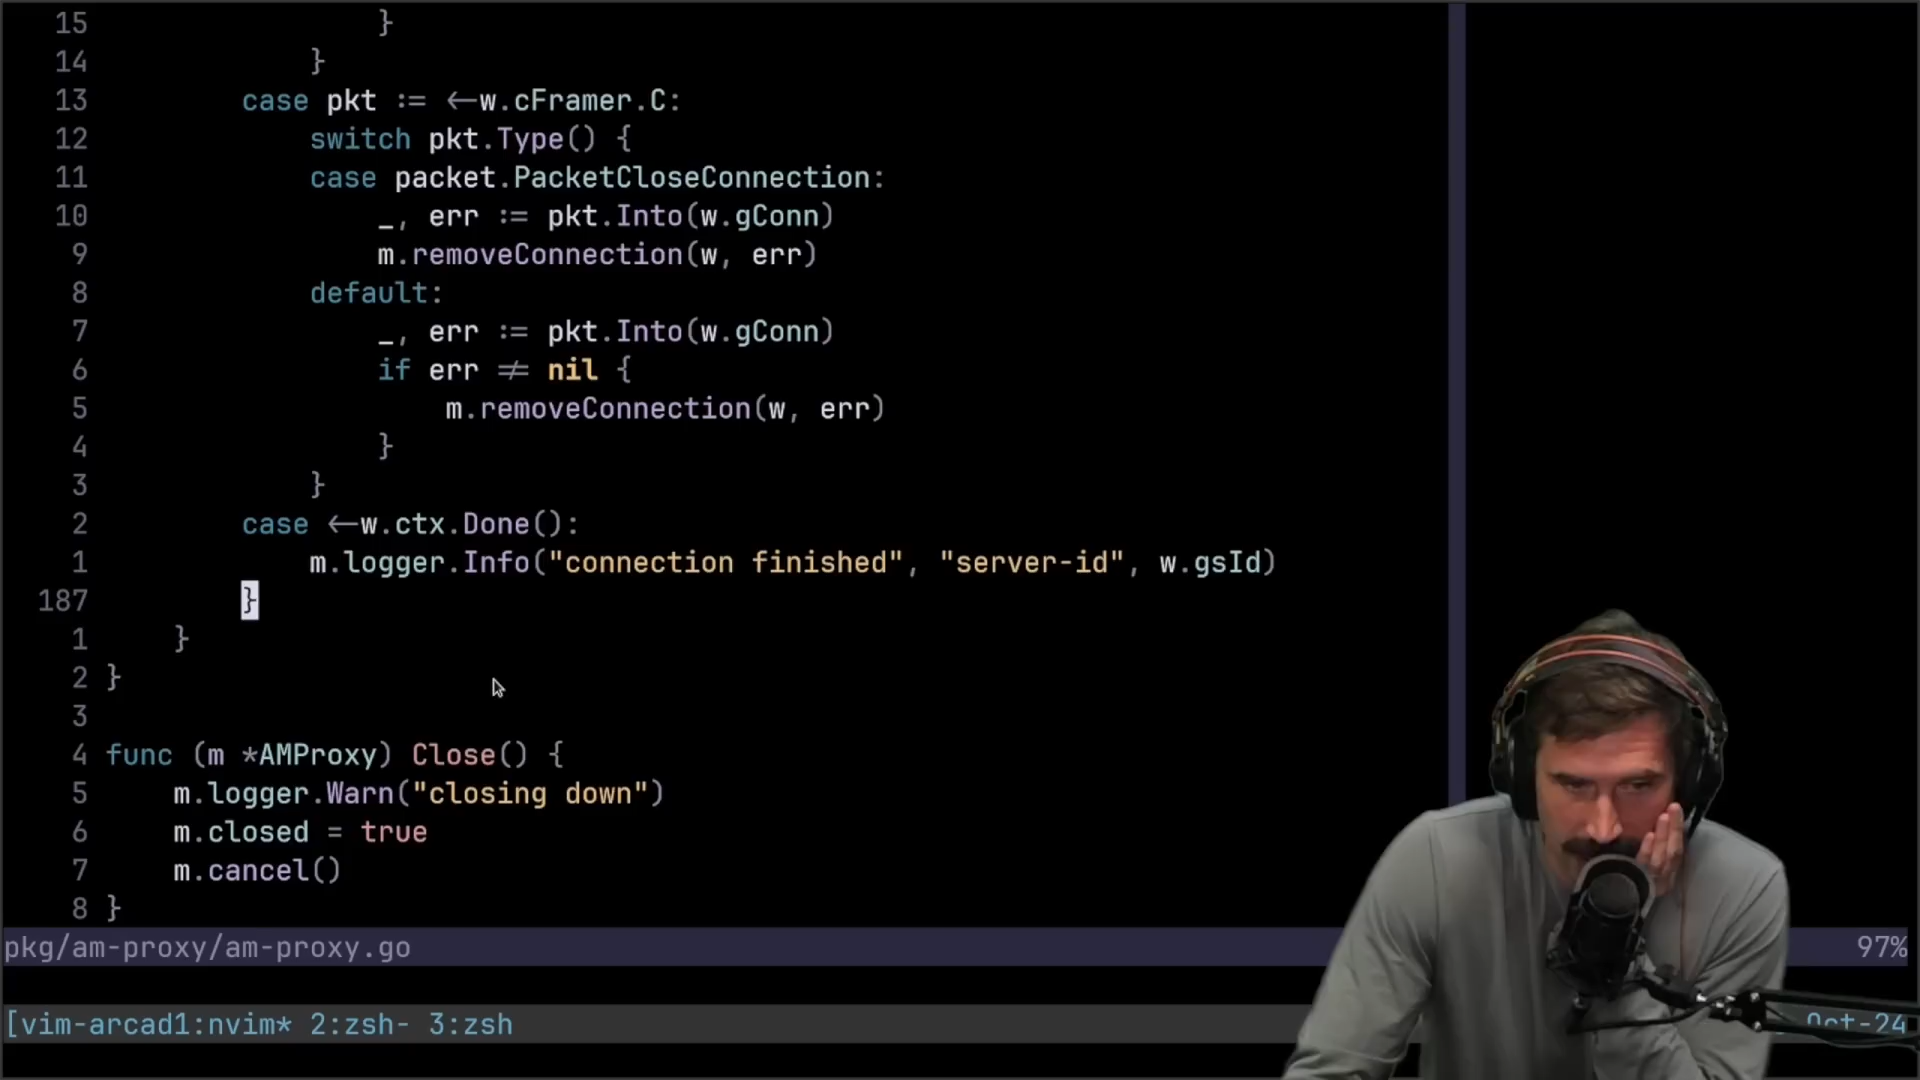 15 }
14 }
13 case pkt := <-w.cFramer.C:
12 switch pkt.Type() {
11 case packet.PacketCloseConnection:
10 _, err := pkt.Into(w.gConn)
9 m.removeConnection(w, err)
8 default:
7 _, err := pkt.Into(w.gConn)
6 if err != nil {
5 m.removeConnection(w, err)
4 }
3 }
2 case <-w.ctx.Done():
1 m.logger.Info("connection finished", "server-id", w.gsId)
187 }
1 }
2 }
3
4 func (m *AMProxy) Close() {
5 m.logger.Warn("closing down")
6 m.closed = true
7 m.cancel()
8 }
pkg/am-proxy/am-proxy.go 97%
[vim-arcad1:nvim* 2:zsh- 3:zsh Oct-24